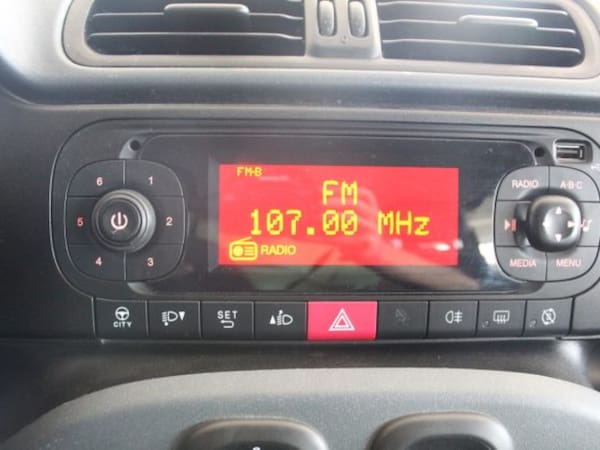 FM-B
FM
107.00 MHz
RADIO
6 1
5 2
4 3
RADIO A·B·C
MEDIA MENU
CITY
SET